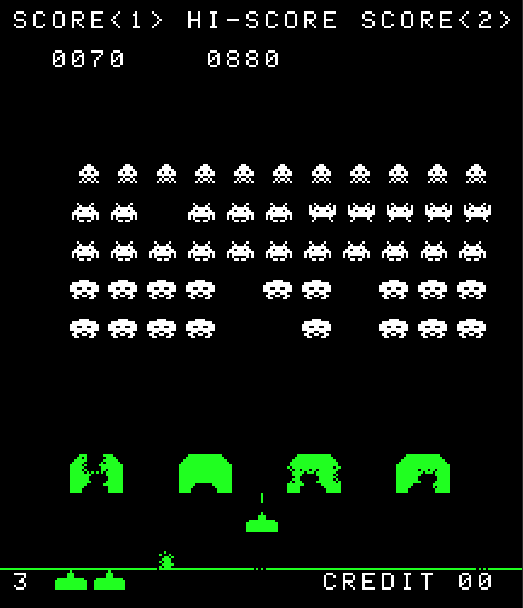 SCORE<1> HI-SCORE SCORE<2>
0070 0880
3 CREDIT 00